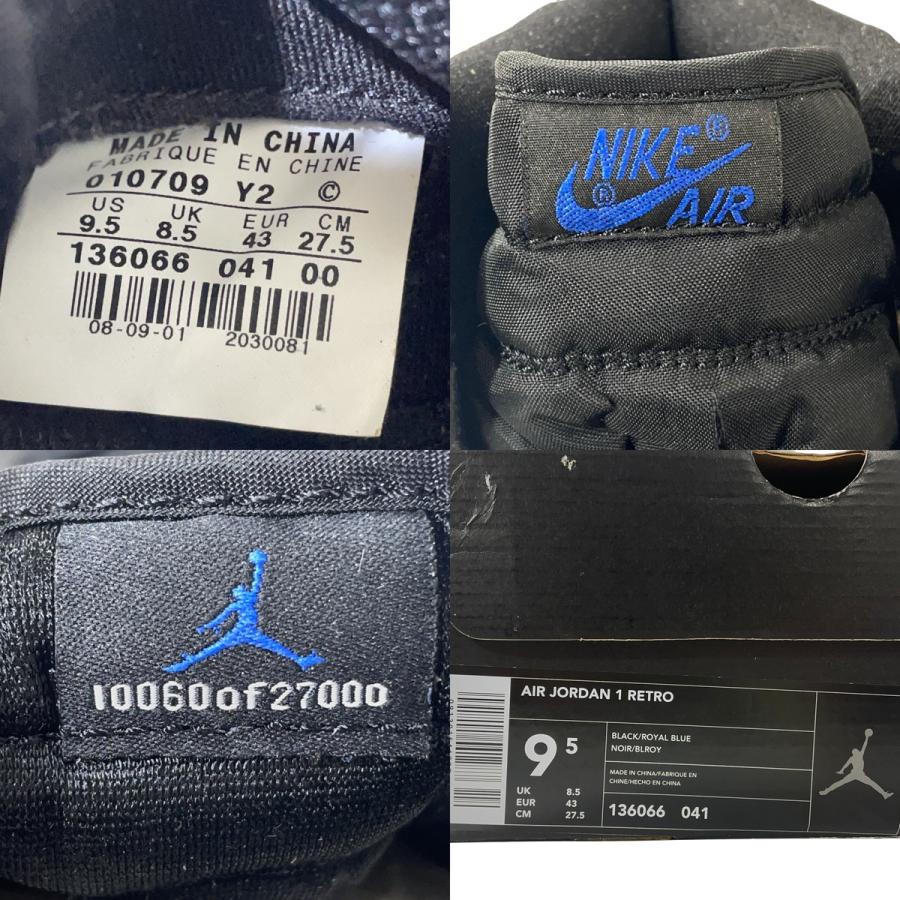 MADE IN CHINA
FABRIQUE EN CHINE
010709 Y2 ©
US UK EUR CM
9.5 8.5 43 27.5
136066 041 00
08-09-01 2030081
NIKE®
® AIR
10060of27000
AIR JORDAN 1 RETRO
9 5
BLACK/ROYAL BLUE
NOIR/BLROY
MADE IN CHINA/FABRIQUE EN
CHINE/HECHO EN CHINA
UK 8.5
EUR 43
CM 27.5
136066 041